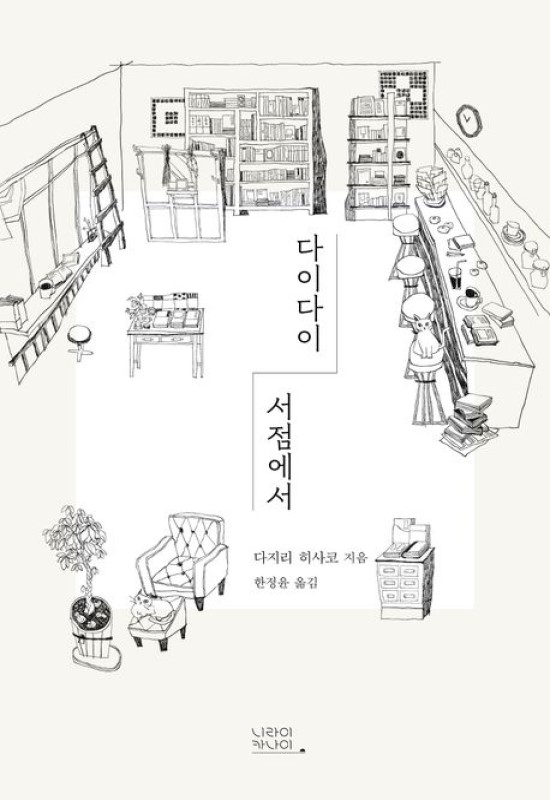 다이다이
서점에서
다지리 히사코 지음
한정윤 옮김
니라이
카나이